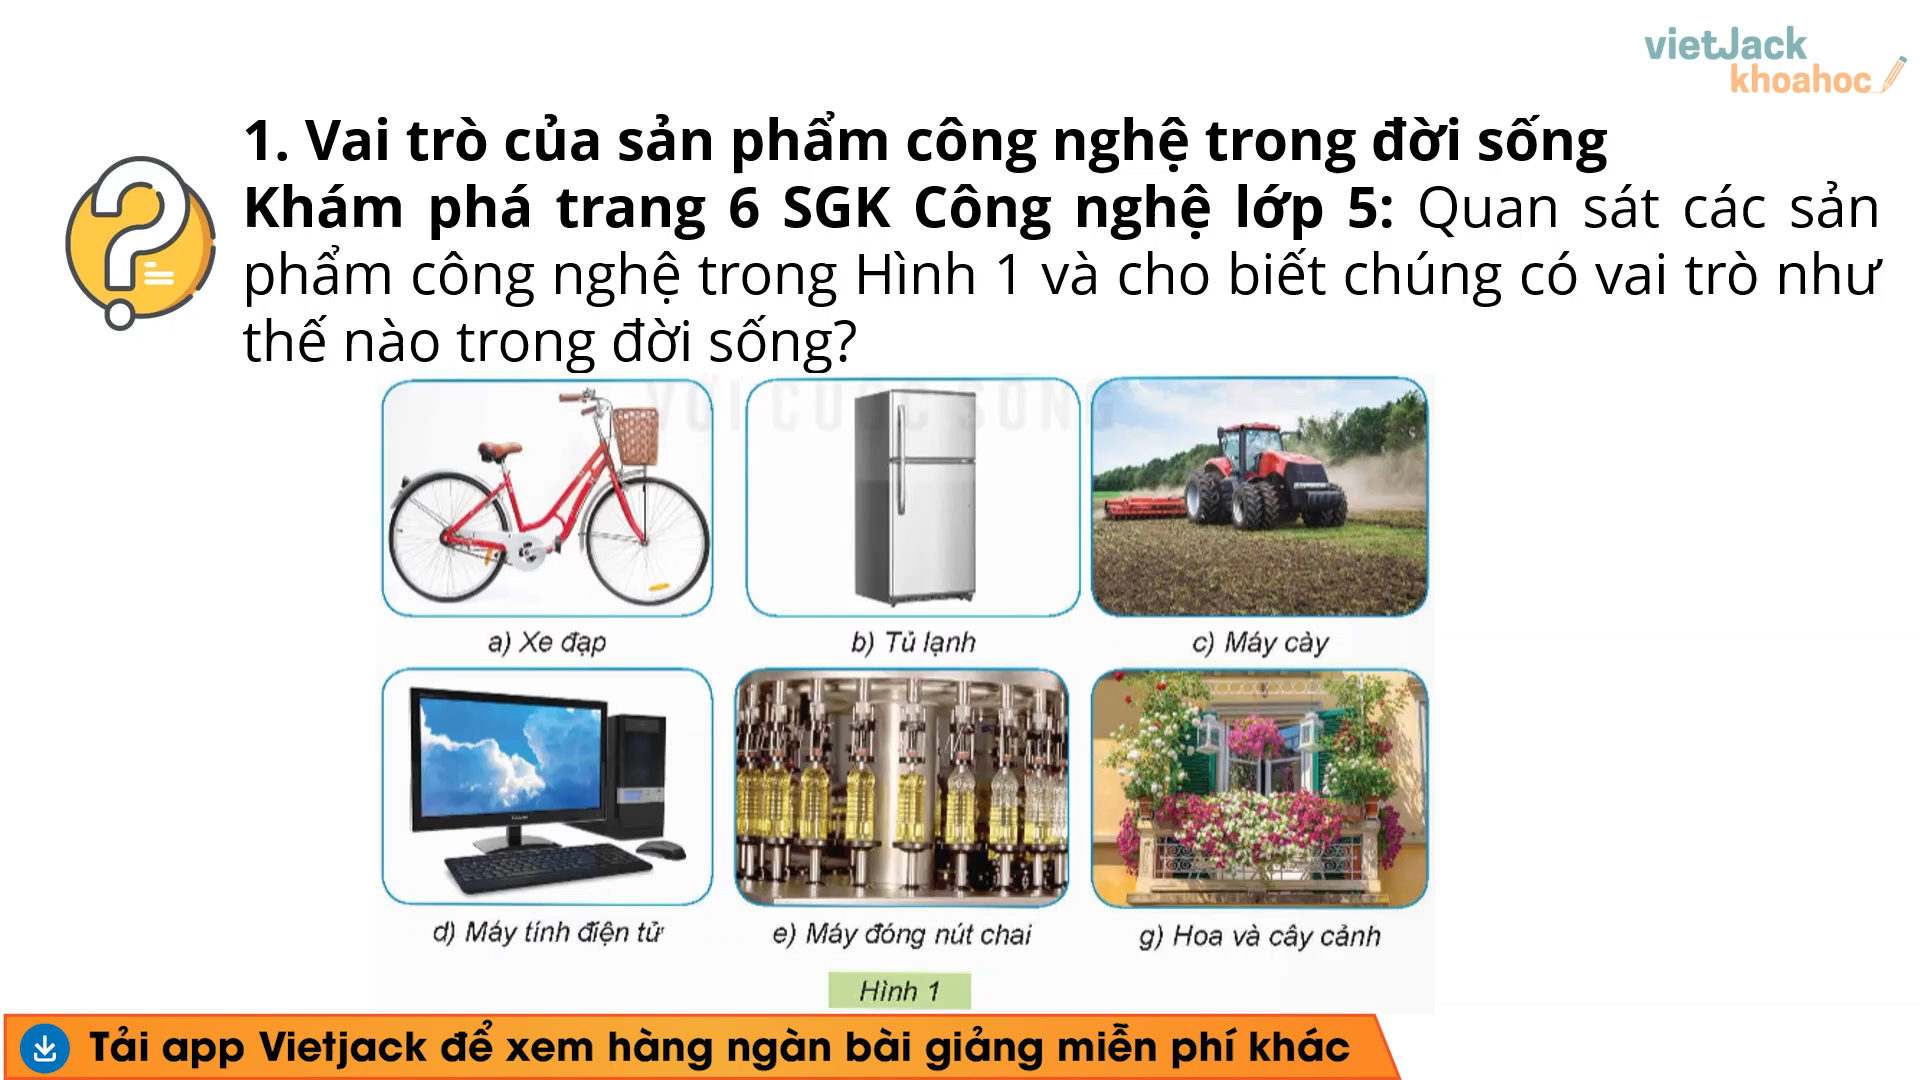 vietJack
khoahoc
1. Vai trò của sản phẩm công nghệ trong đời sống
Khám phá trang 6 SGK Công nghệ lớp 5: Quan sát các sản
phẩm công nghệ trong Hình 1 và cho biết chúng có vai trò như
thế nào trong đời sống?
VỚI CUỘC SỐNG
a) Xe đạp
b) Tủ lạnh
c) Máy cày
d) Máy tính điện tử
e) Máy đóng nút chai
g) Hoa và cây cảnh
Hình 1
Tải app Vietjack để xem hàng ngàn bài giảng miễn phí khác